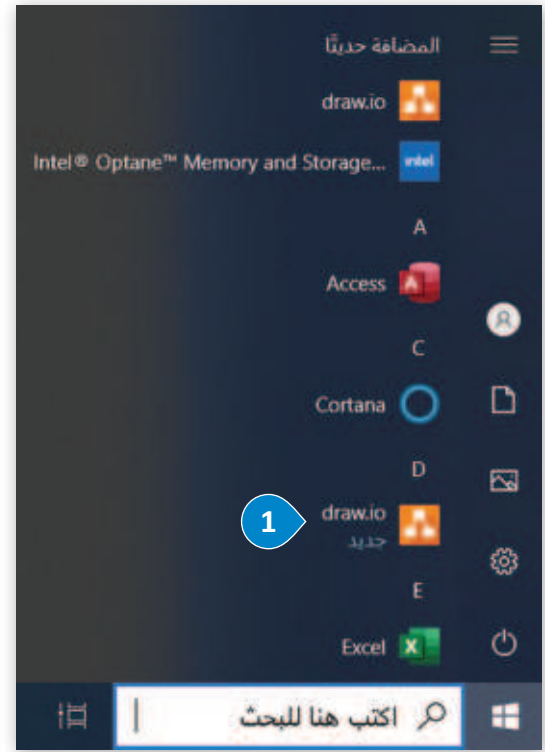 المضافة حديثًا
draw.io
Intel® Optane™ Memory and Storage...
intel
A
Access
A
C
Cortana
D
draw.io
جديد
1
E
Excel
X
اكتب هنا للبحث